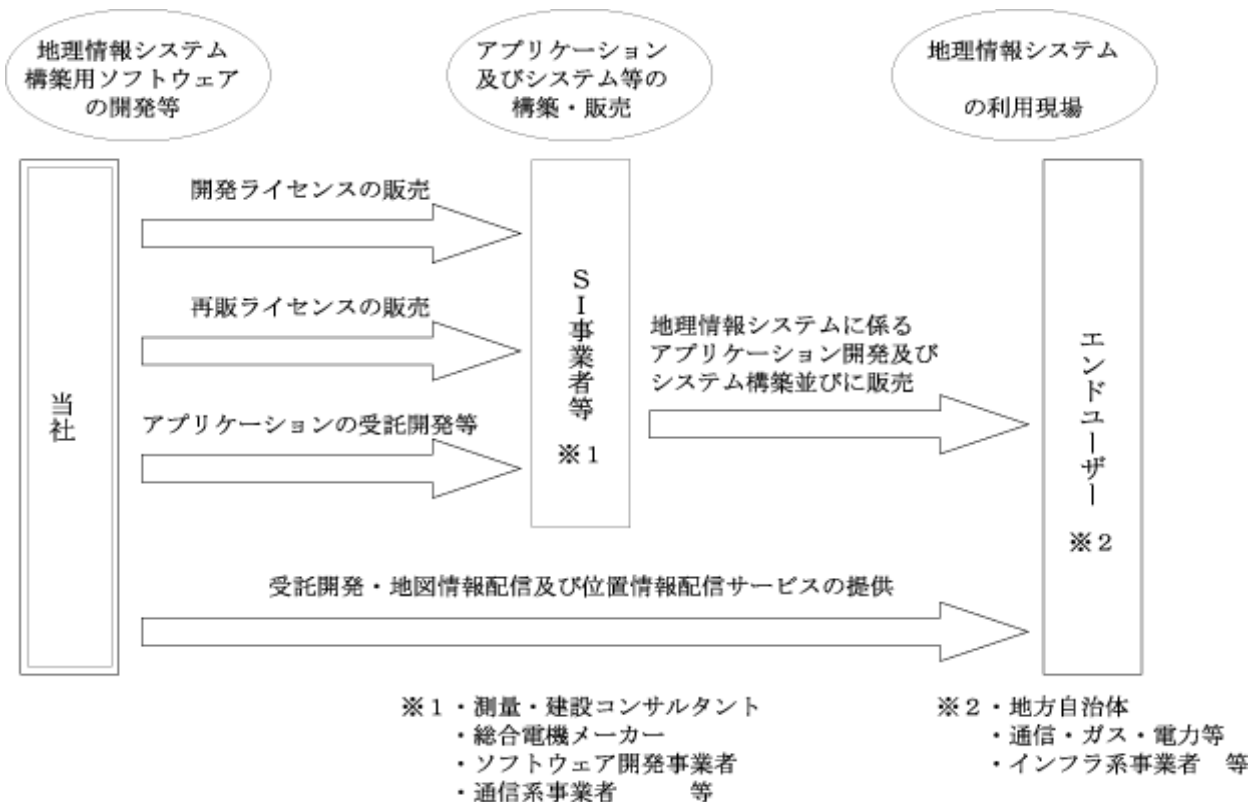 地理情報システム
構築用ソフトウェア
の開発等
アプリケーション
及びシステム等の
構築・販売
地理情報システム
の利用現場
当社
開発ライセンスの販売
再販ライセンスの販売
アプリケーションの受託開発等
ＳＩ事業者等 ※１
地理情報システムに係る
アプリケーション開発及び
システム構築並びに販売
エンドユーザー ※２
受託開発・地図情報配信及び位置情報配信サービスの提供
※１・測量・建設コンサルタント
・総合電機メーカー
・ソフトウェア開発事業者
・通信系事業者　　　等
※２・地方自治体
・通信・ガス・電力等
・インフラ系事業者　等